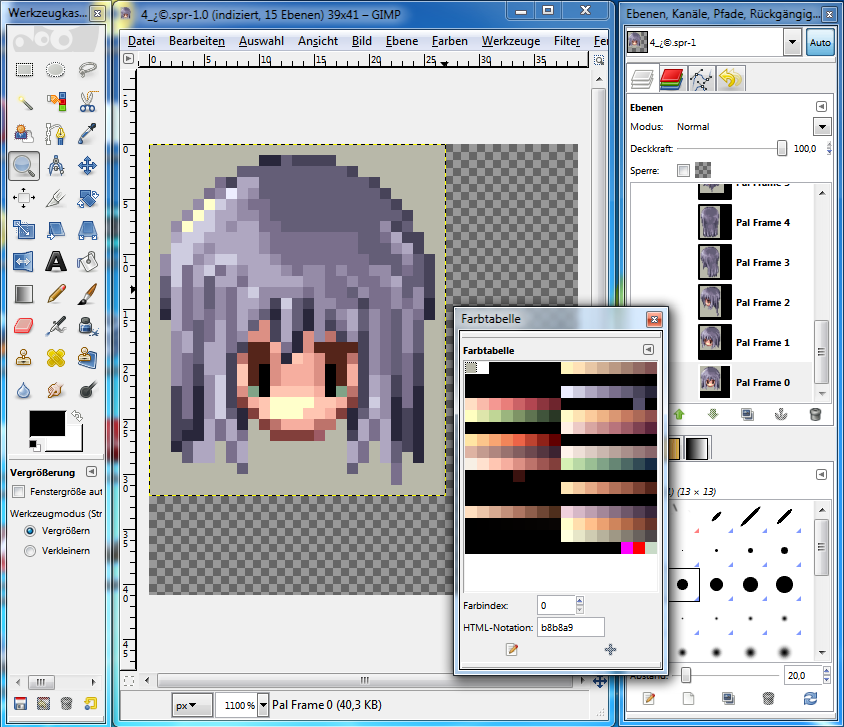 Werkzeugkas...
Vergrößerung
Fenstergröße aut
Werkzeugmodus (Str
Vergrößern
Verkleinern
4_¿©.spr-1.0 (indiziert, 15 Ebenen) 39x41 – GIMP
Datei Bearbeiten Auswahl Ansicht Bild Ebene Farben Werkzeuge Filter Fen
0 5 10 15 20 25 30 35
5
0
5
10
15
20
25
30
35
40
45
px
1100 %
Pal Frame 0 (40,3 KB)
Farbtabelle
Farbtabelle
Farbindex: 0
HTML-Notation: b8b8a9
Ebenen, Kanäle, Pfade, Rückgängig...
4_¿©.spr-1
Auto
Ebenen
Modus: Normal
Deckkraft: 100,0
Sperre:
Pal Frame 4
Pal Frame 3
Pal Frame 2
Pal Frame 1
Pal Frame 0
(13 × 13)
Abstand: 20,0